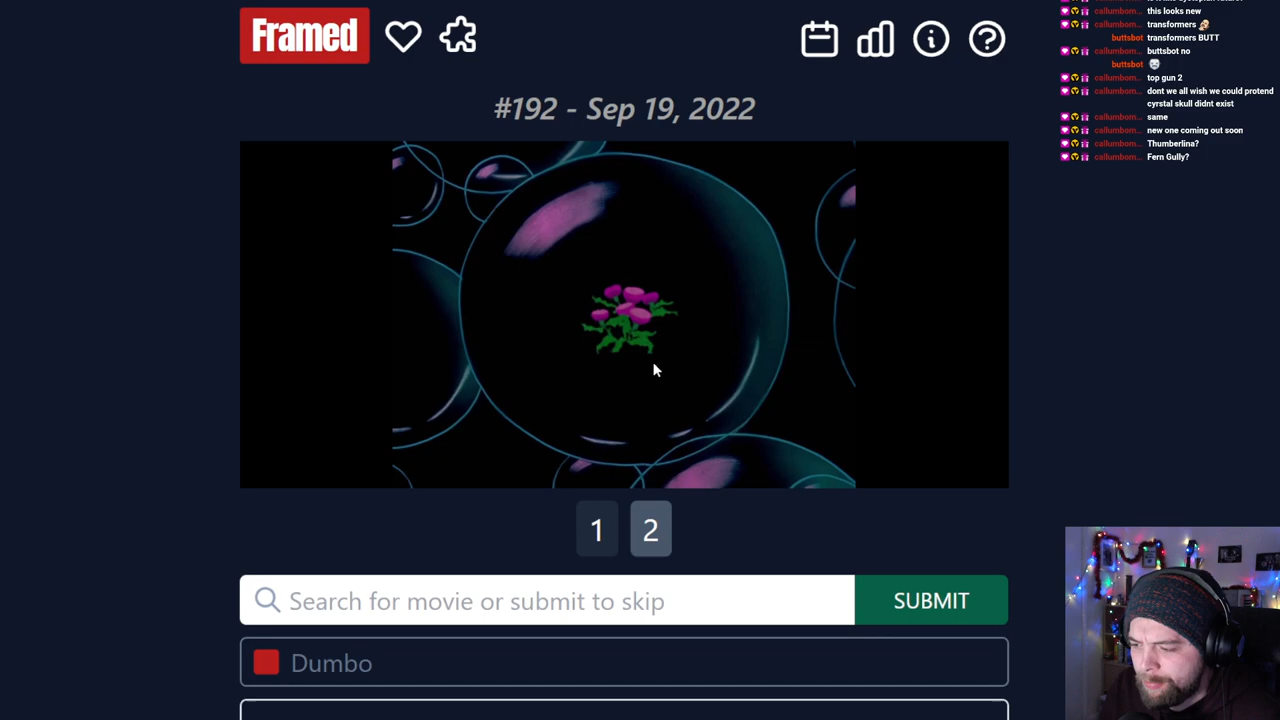 Framed
#192 - Sep 19, 2022
1 2
Search for movie or submit to skip
SUBMIT
Dumbo
callumbom... this looks new
callumbom... transformers
buttsbot transformers BUTT
callumbom... buttsbot no
buttsbot
callumbom... top gun 2
callumbom... dont we all wish we could protend
cyrstal skull didnt exist
callumbom... same
callumbom... new one coming out soon
callumbom... Thumberlina?
callumbom... Fern Gully?